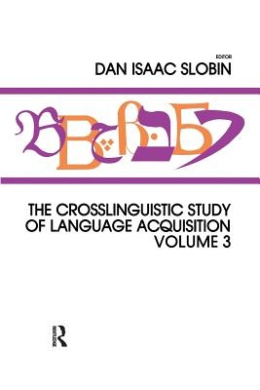 EDITOR
DAN ISAAC SLOBIN
THE CROSSLINGUISTIC STUDY
OF LANGUAGE ACQUISITION
VOLUME 3
R